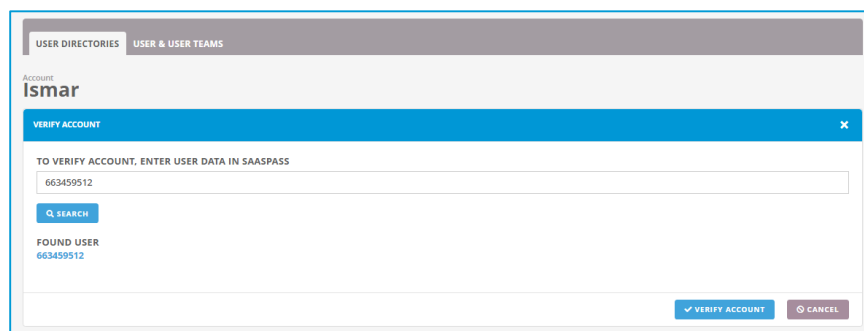 USER DIRECTORIES USER & USER TEAMS
Account
Ismar
VERIFY ACCOUNT
TO VERIFY ACCOUNT, ENTER USER DATA IN SAASPASS
663459512
SEARCH
FOUND USER
663459512
VERIFY ACCOUNT CANCEL